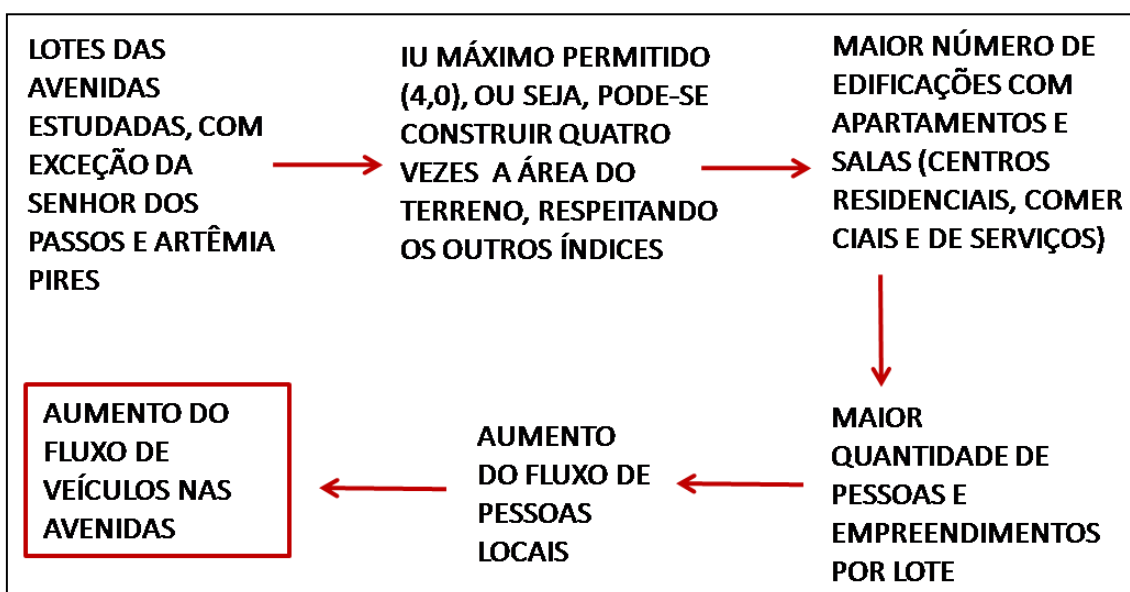 LOTES DAS
AVENIDAS
ESTUDADAS, COM
EXCEÇÃO DA
SENHOR DOS
PASSOS E ARTÊMIA
PIRES
IU MÁXIMO PERMITIDO
(4,0), OU SEJA, PODE-SE
CONSTRUIR QUATRO
VEZES A ÁREA DO
TERRENO, RESPEITANDO
OS OUTROS ÍNDICES
MAIOR NÚMERO DE
EDIFICAÇÕES COM
APARTAMENTOS E
SALAS (CENTROS
RESIDENCIAIS, COMER
CIAIS E DE SERVIÇOS)
MAIOR
QUANTIDADE DE
PESSOAS E
EMPREENDIMENTOS
POR LOTE
AUMENTO
DO FLUXO DE
PESSOAS
LOCAIS
AUMENTO DO
FLUXO DE
VEÍCULOS NAS
AVENIDAS